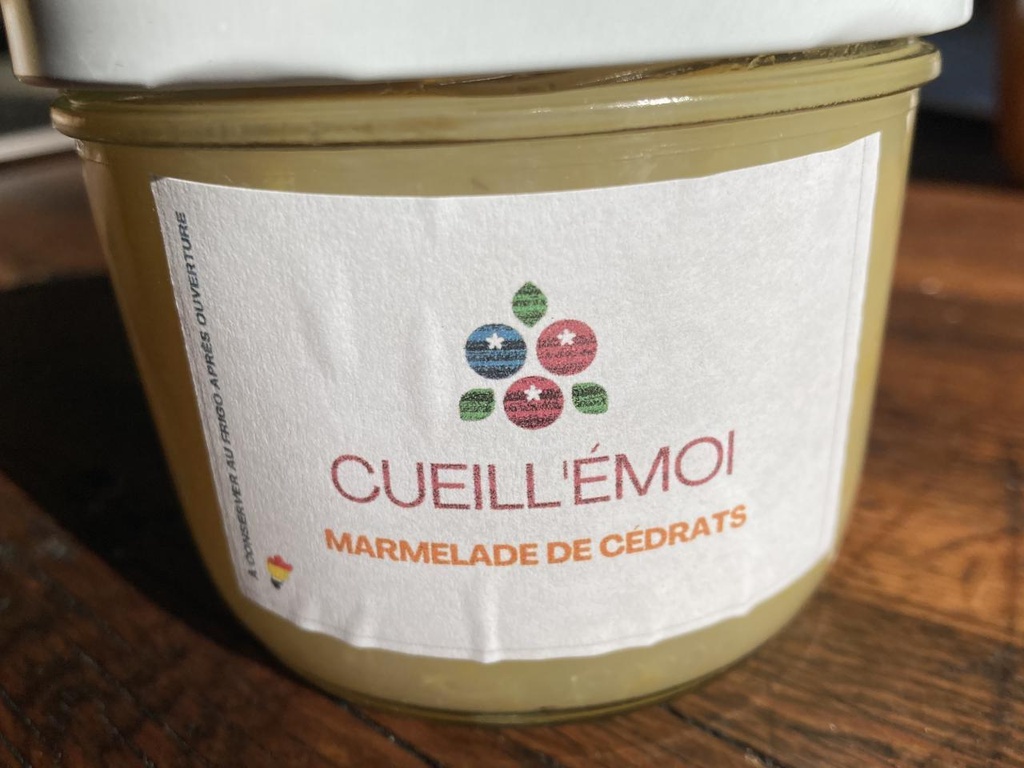 CUEILL'ÉMOI
MARMELADE DE CÉDRATS
À CONSERVER AU FRIGO APRÈS OUVERTURE